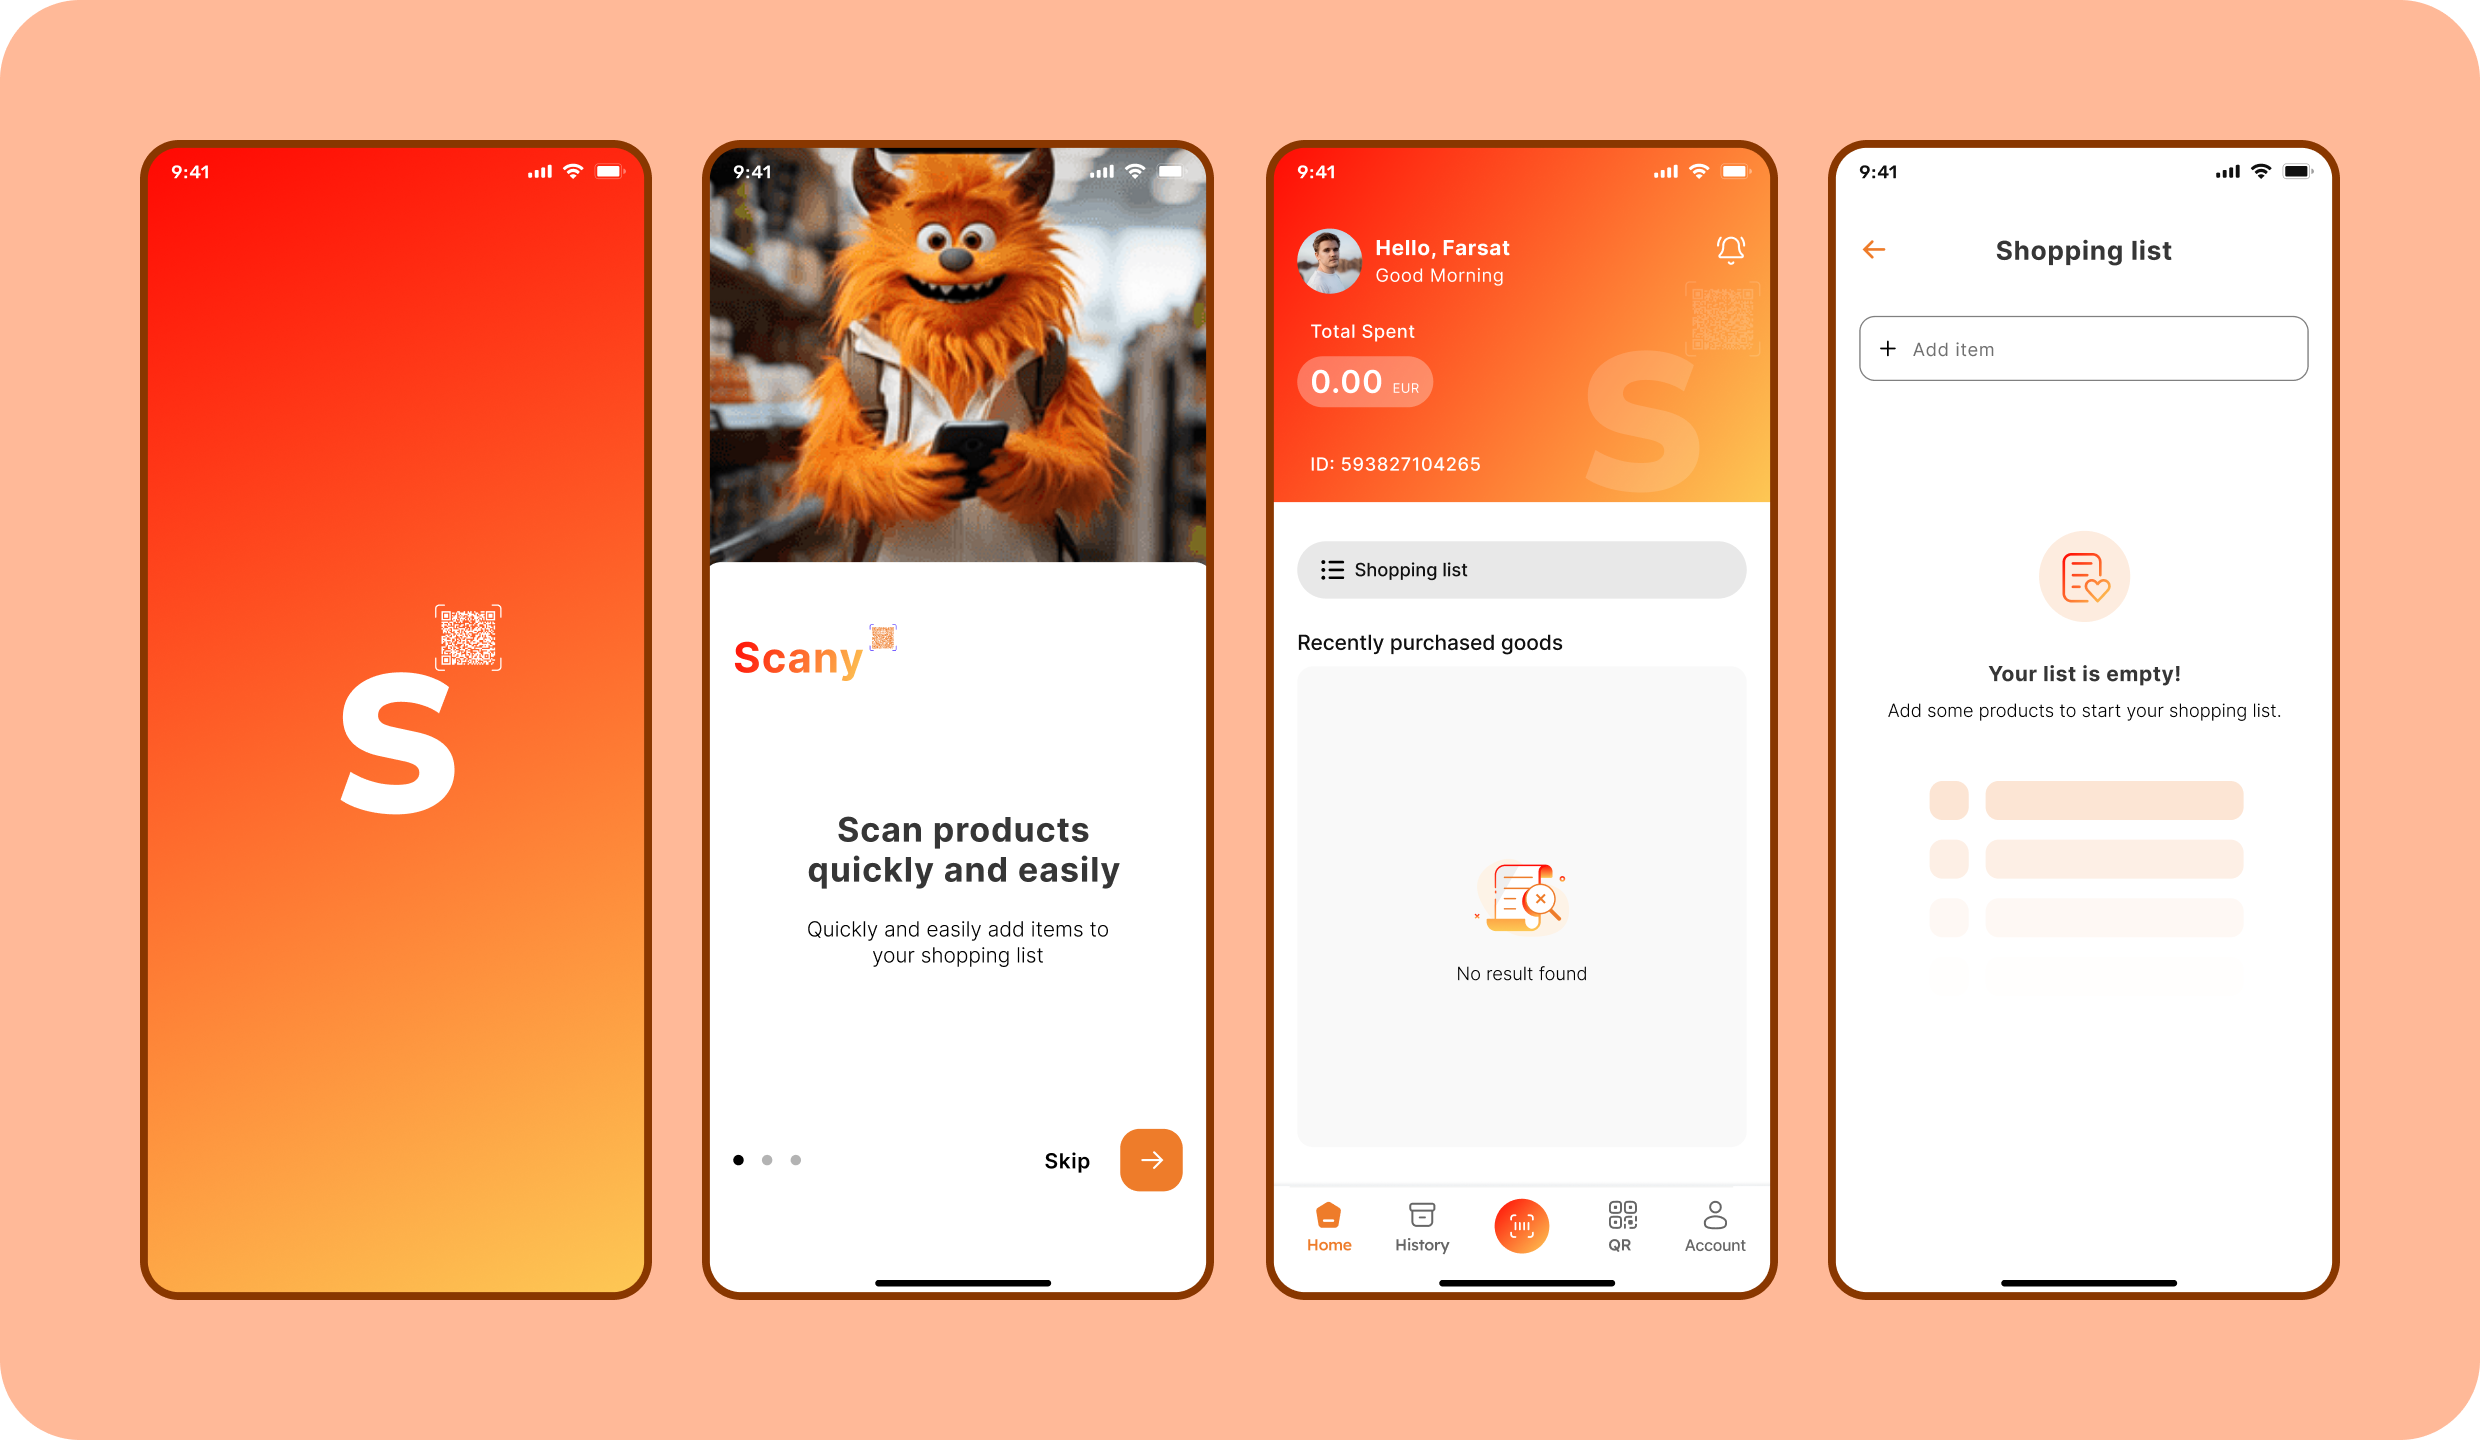 9:41
S
9:41
Scany
Scan products
quickly and easily
Quickly and easily add items to
your shopping list
Skip
9:41
Hello, Farsat
Good Morning
Total Spent
0.00 EUR
S
ID: 593827104265
Shopping list
Recently purchased goods
No result found
Home
History
QR
Account
9:41
Shopping list
Add item
Your list is empty!
Add some products to start your shopping list.